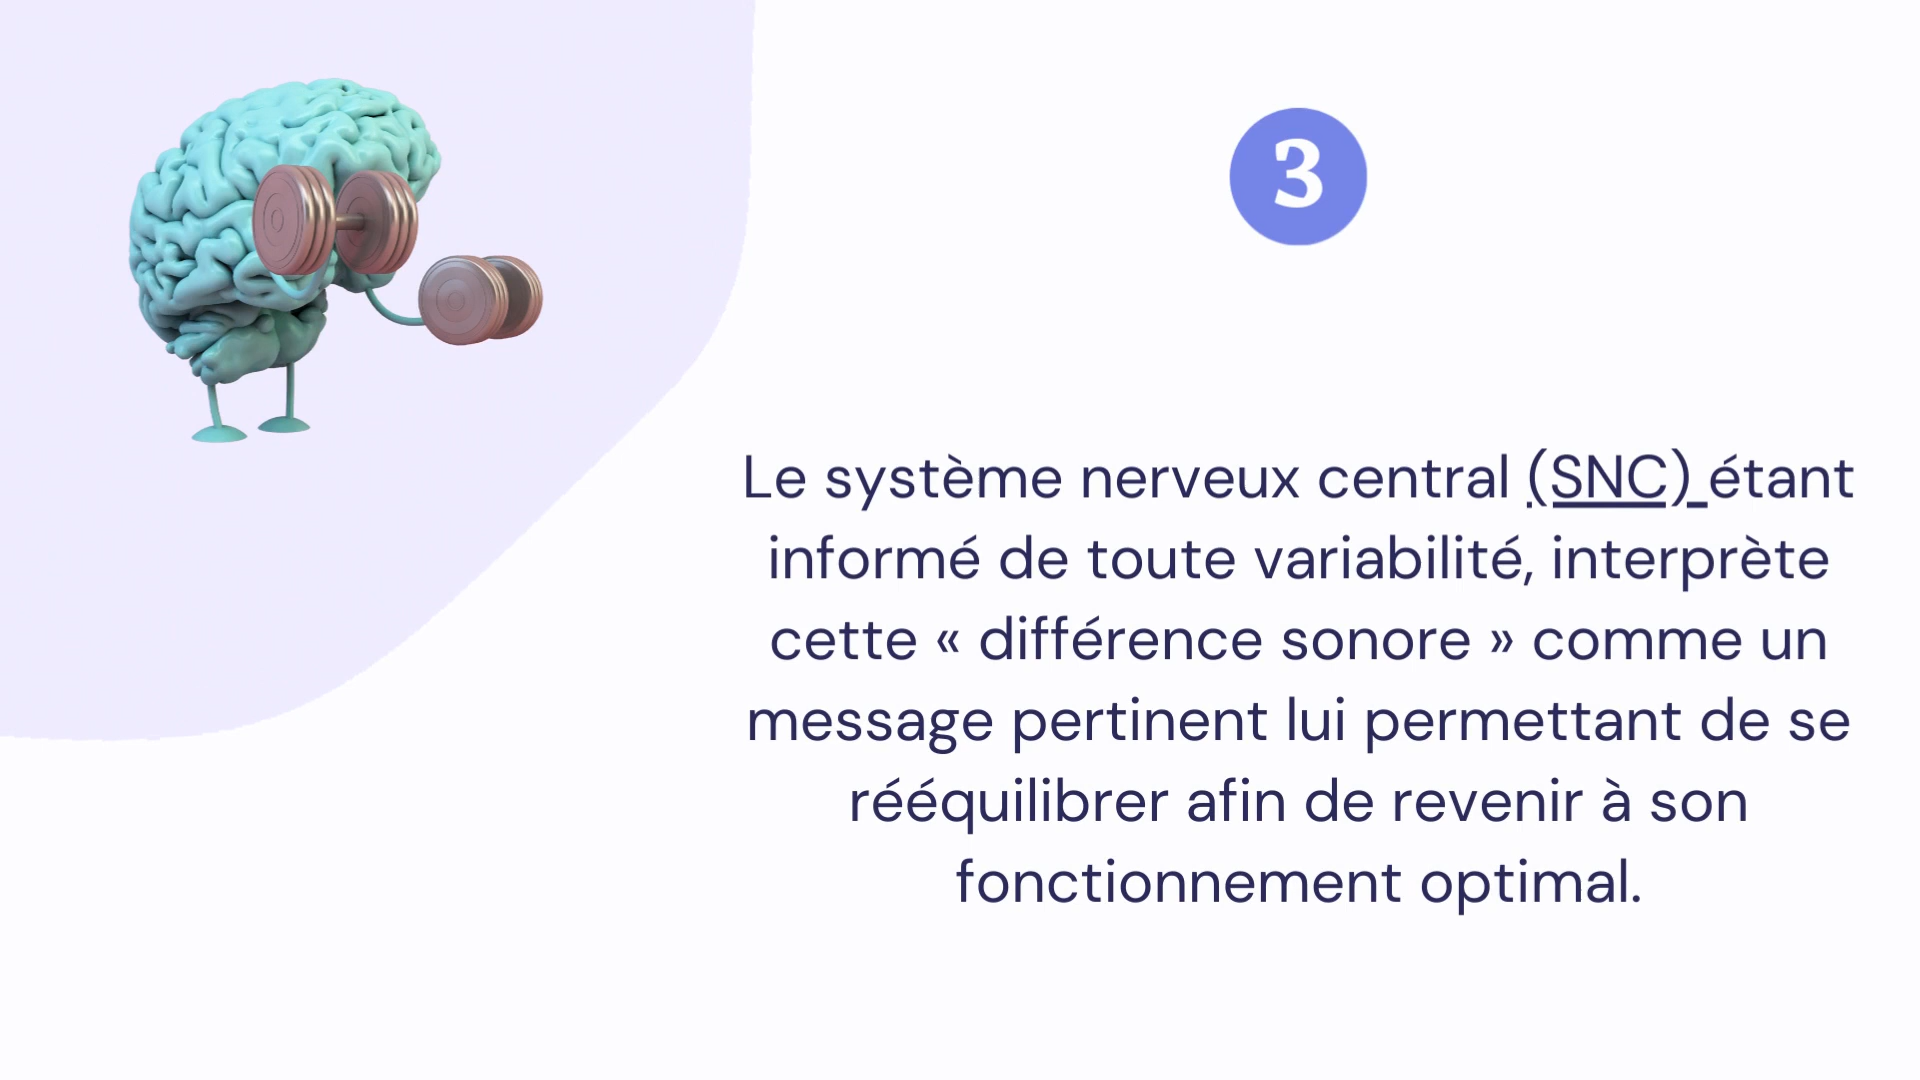 3
Le système nerveux central (SNC) étant
informé de toute variabilité, interprète
cette « différence sonore » comme un
message pertinent lui permettant de se
rééquilibrer afin de revenir à son
fonctionnement optimal.